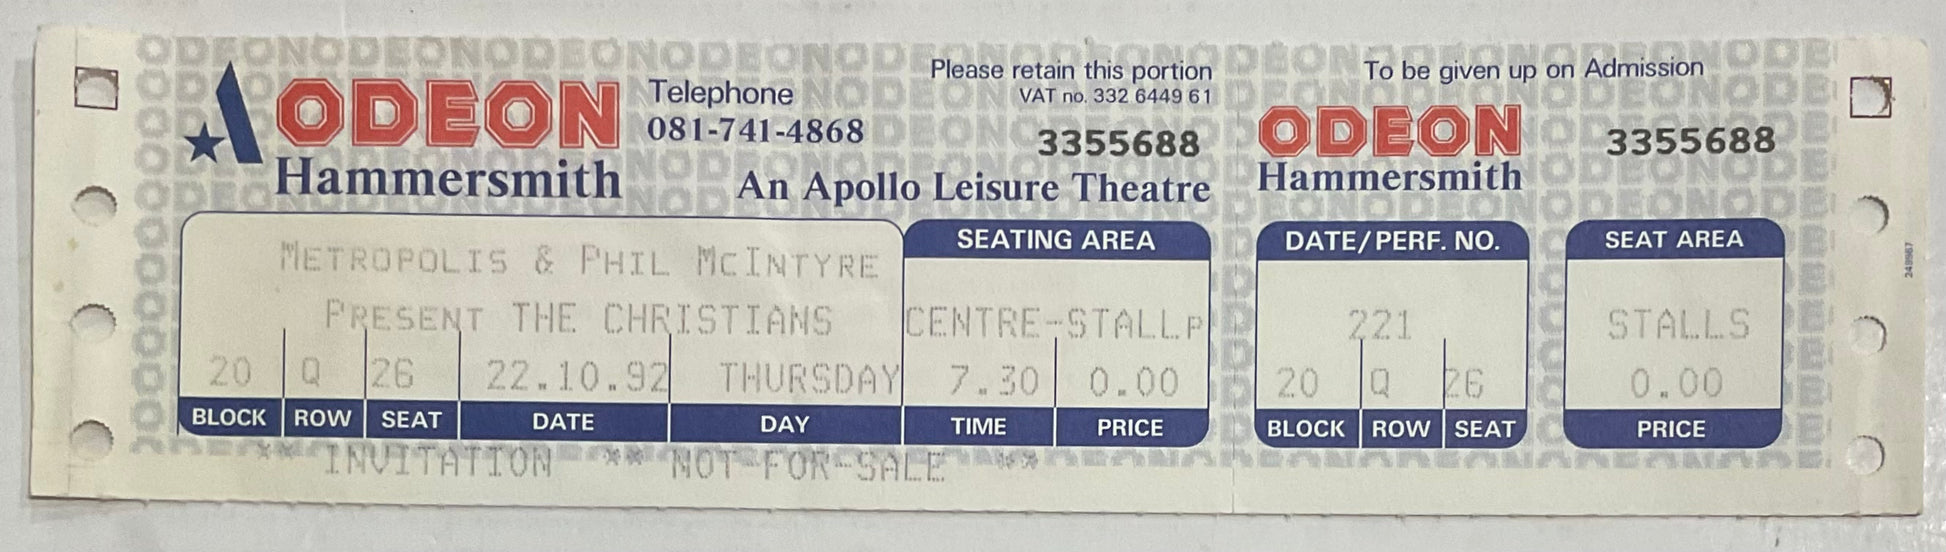 ODEON
Hammersmith
Telephone
081-741-4868
Please retain this portion
VAT no. 332 6449 61
3355688
An Apollo Leisure Theatre
METROPOLIS & PHIL MCINTYRE
PRESENT THE CHRISTIANS
SEATING AREA
CENTRE-STALLP
20 Q 26 22.10.92 THURSDAY 7.30 0.00
BLOCK ROW SEAT DATE DAY TIME PRICE
** INVITATION ** NOT-FOR-SALE **
To be given up on Admission
ODEON
Hammersmith
3355688
DATE/PERF. NO.
221
20 Q 26
BLOCK ROW SEAT
SEAT AREA
STALLS
0.00
PRICE